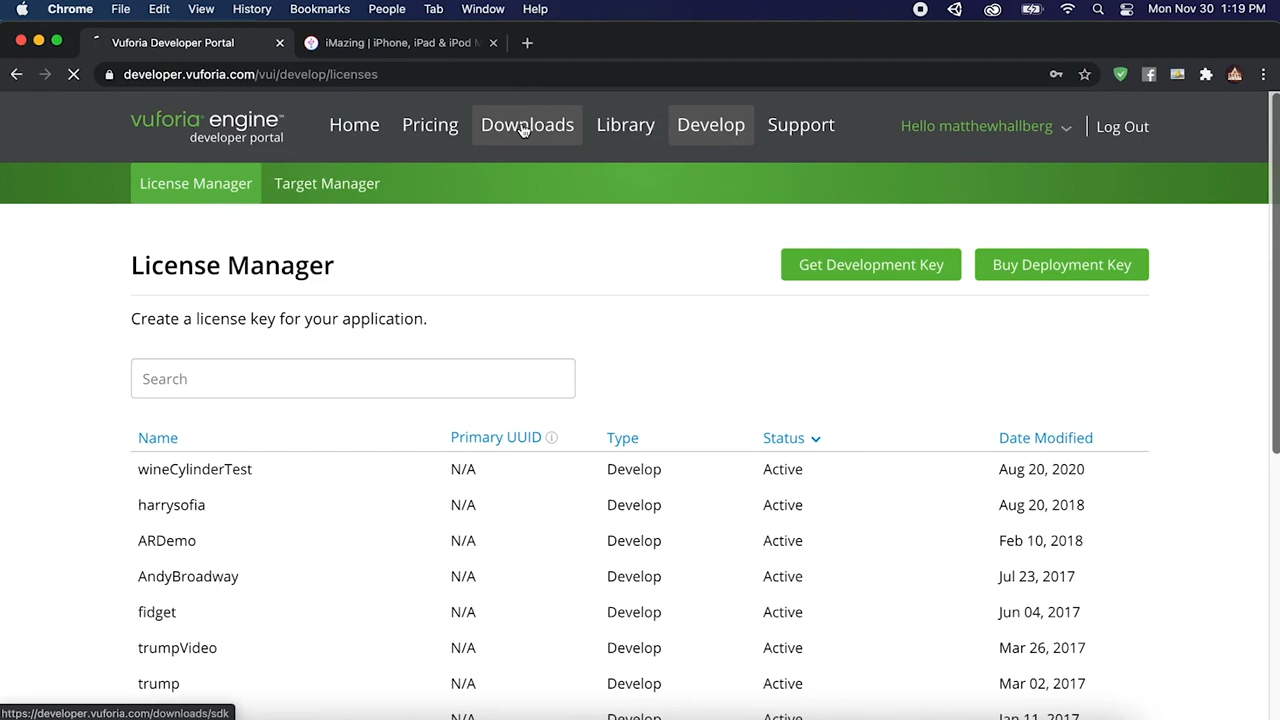 Chrome File Edit View History Bookmarks People Tab Window Help Mon Nov 30 1:19 PM
Vuforia Developer Portal iMazing | iPhone, iPad & iPod M
developer.vuforia.com/vui/develop/licenses
vuforia engine™
developer portal
Home Pricing Downloads Library Develop Support Hello matthewhallberg Log Out
License Manager Target Manager
License Manager Get Development Key Buy Deployment Key
Create a license key for your application.
Search
Name Primary UUID Type Status Date Modified
wineCylinderTest N/A Develop Active Aug 20, 2020
harrysofia N/A Develop Active Aug 20, 2018
ARDemo N/A Develop Active Feb 10, 2018
AndyBroadway N/A Develop Active Jul 23, 2017
fidget N/A Develop Active Jun 04, 2017
trumpVideo N/A Develop Active Mar 26, 2017
trump N/A Develop Active Mar 02, 2017
N/A Develop Active Jan 11, 2017
https://developer.vuforia.com/downloads/sdk